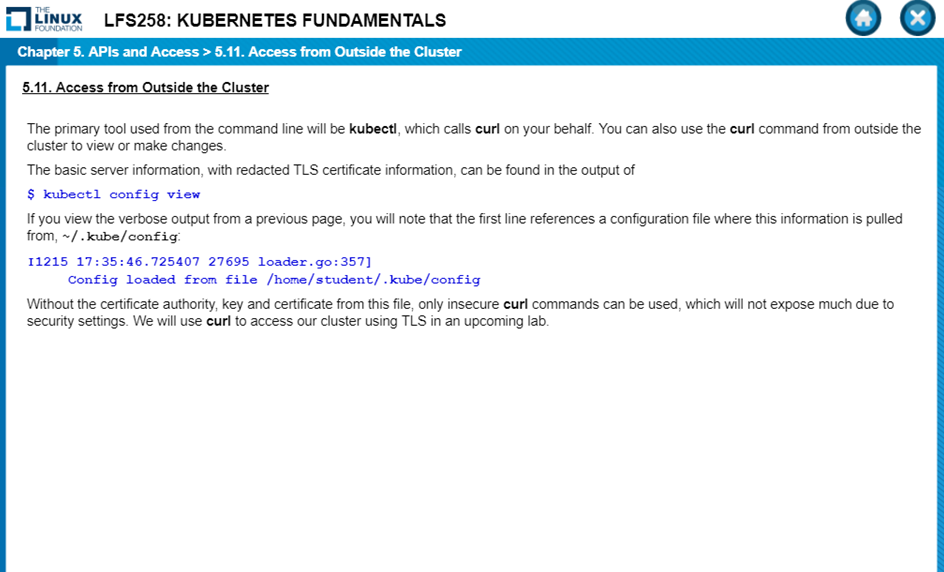 THE
LINUX
FOUNDATION
LFS258: KUBERNETES FUNDAMENTALS
Chapter 5. APIs and Access > 5.11. Access from Outside the Cluster
5.11. Access from Outside the Cluster
The primary tool used from the command line will be kubectl, which calls curl on your behalf. You can also use the curl command from outside the
cluster to view or make changes.
The basic server information, with redacted TLS certificate information, can be found in the output of
$ kubectl config view
If you view the verbose output from a previous page, you will note that the first line references a configuration file where this information is pulled
from, ~/.kube/config:
I1215 17:35:46.725407 27695 loader.go:357]
Config loaded from file /home/student/.kube/config
Without the certificate authority, key and certificate from this file, only insecure curl commands can be used, which will not expose much due to
security settings. We will use curl to access our cluster using TLS in an upcoming lab.